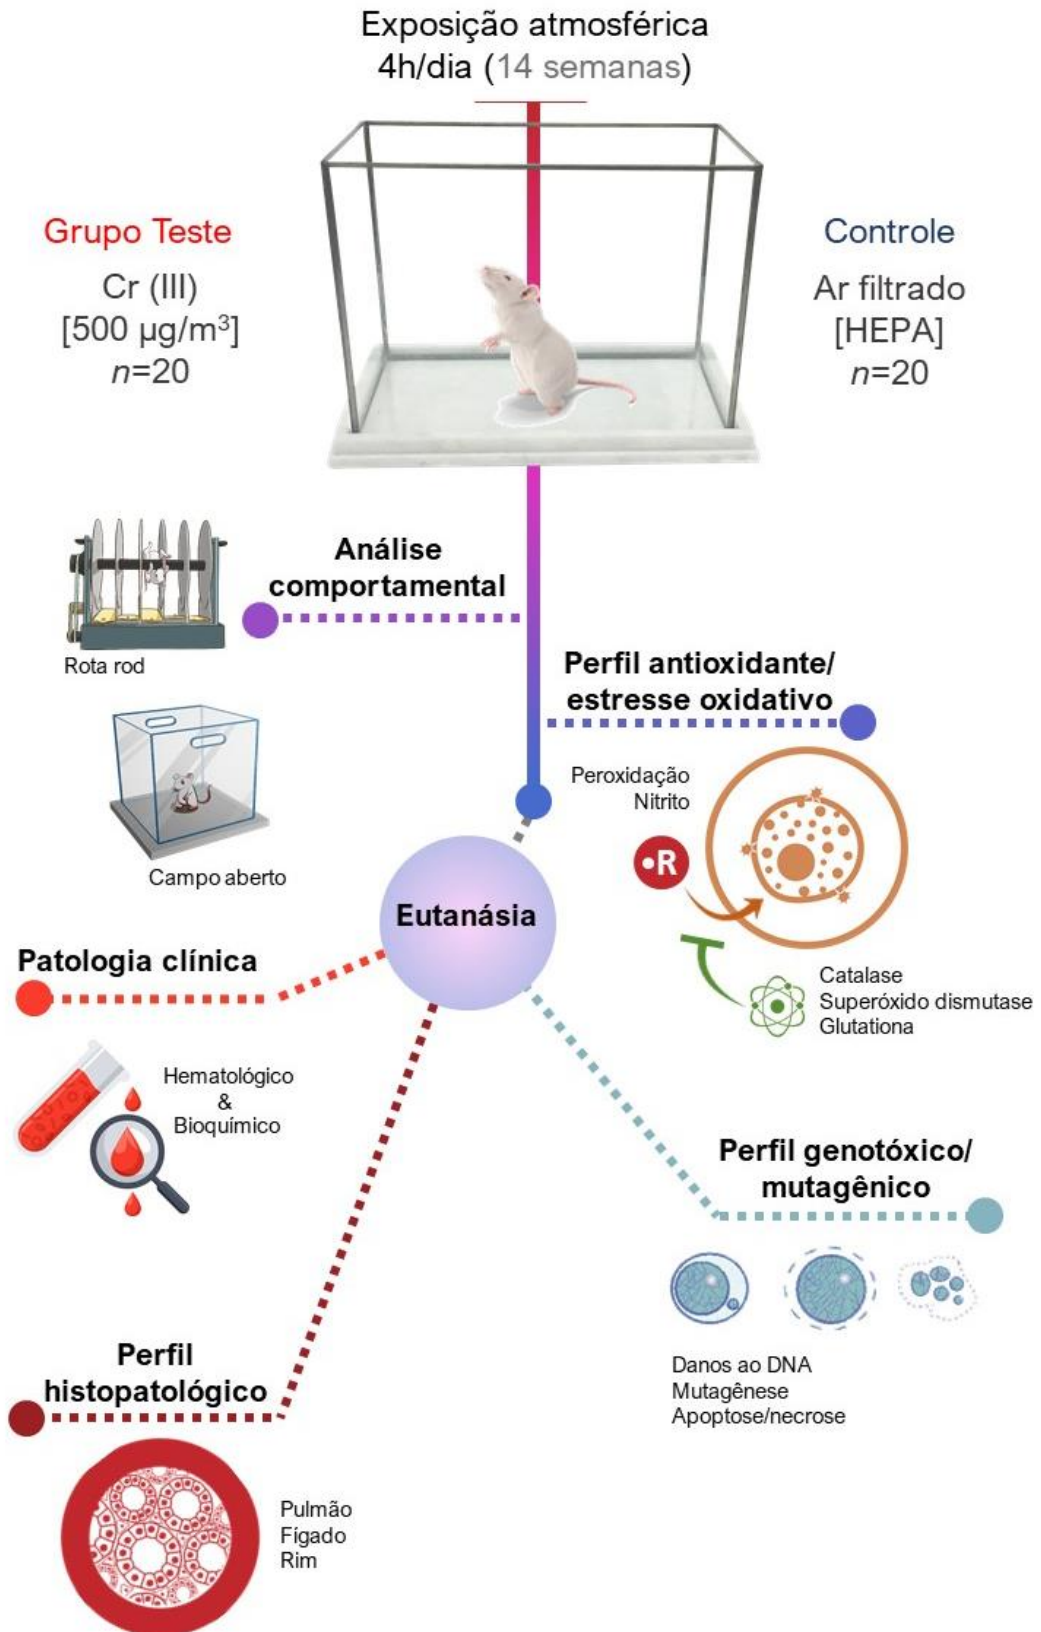 Exposição atmosférica
4h/dia (14 semanas)
Grupo Teste
Cr (III)
[500 µg/m³]
n=20
Controle
Ar filtrado
[HEPA]
n=20
Análise
comportamental
Rota rod
Campo aberto
Perfil antioxidante/
estresse oxidativo
Peroxidação
Nitrito
•R
Catalase
Superóxido dismutase
Glutationa
Eutanásia
Patologia clínica
Hematológico
&
Bioquímico
Perfil genotóxico/
mutagênico
Danos ao DNA
Mutagênese
Apoptose/necrose
Perfil
histopatológico
Pulmão
Fígado
Rim